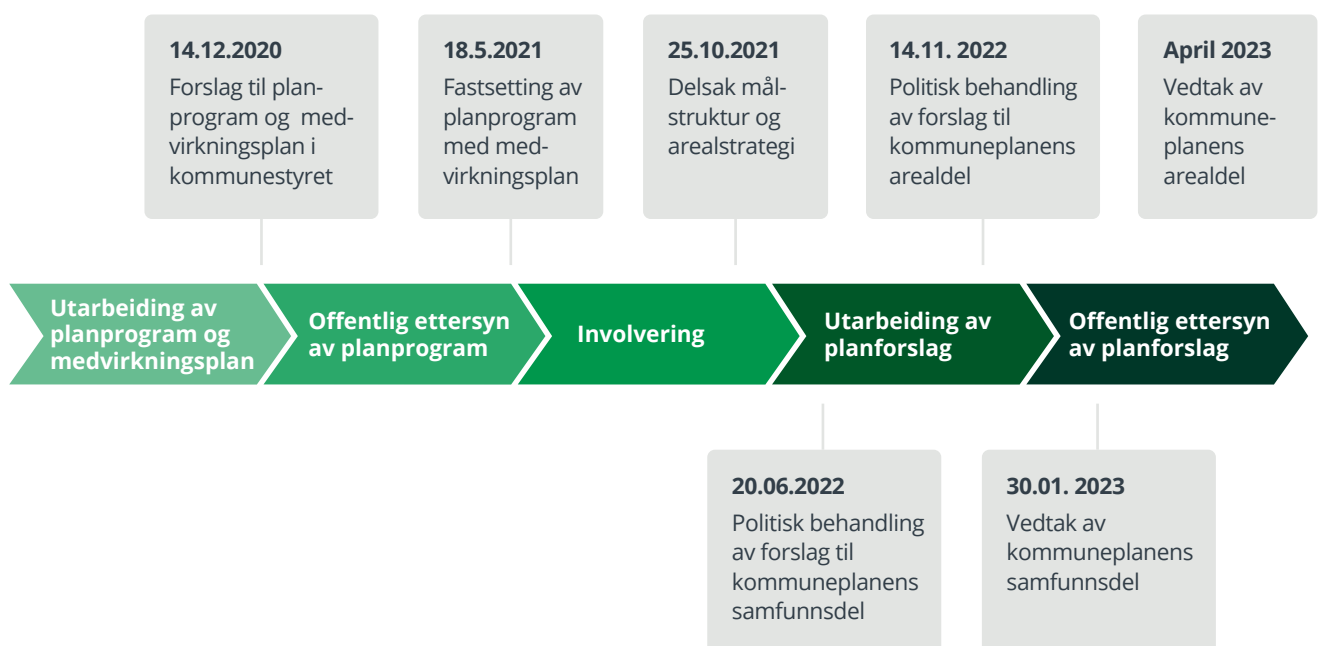 14.12.2020
Forslag til plan-
program og med-
virkningsplan i
kommunestyret
18.5.2021
Fastsetting av
planprogram
med med-
virkningsplan
25.10.2021
Delsak mål-
struktur og
arealstrategi
14.11. 2022
Politisk behandling
av forslag til
kommuneplanens
arealdel
April 2023
Vedtak av
kommune-
planens
arealdel
Utarbeiding av
planprogram og
medvirkningsplan
Offentlig ettersyn
av planprogram
Involvering
Utarbeiding av
planforslag
Offentlig ettersyn
av planforslag
20.06.2022
Politisk behandling
av forslag til
kommuneplanens
samfunnsdel
30.01. 2023
Vedtak av
kommuneplanens
samfunnsdel